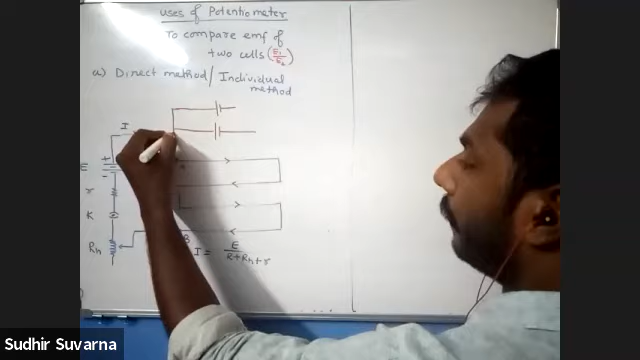 uses of Potentiometer
To compare emf of
two cells (E1/E2)
a) Direct method/ Individual
method
I
+
E
-
r
K
Rh
A
B
I = E/R+Rh+r
Sudhir Suvarna